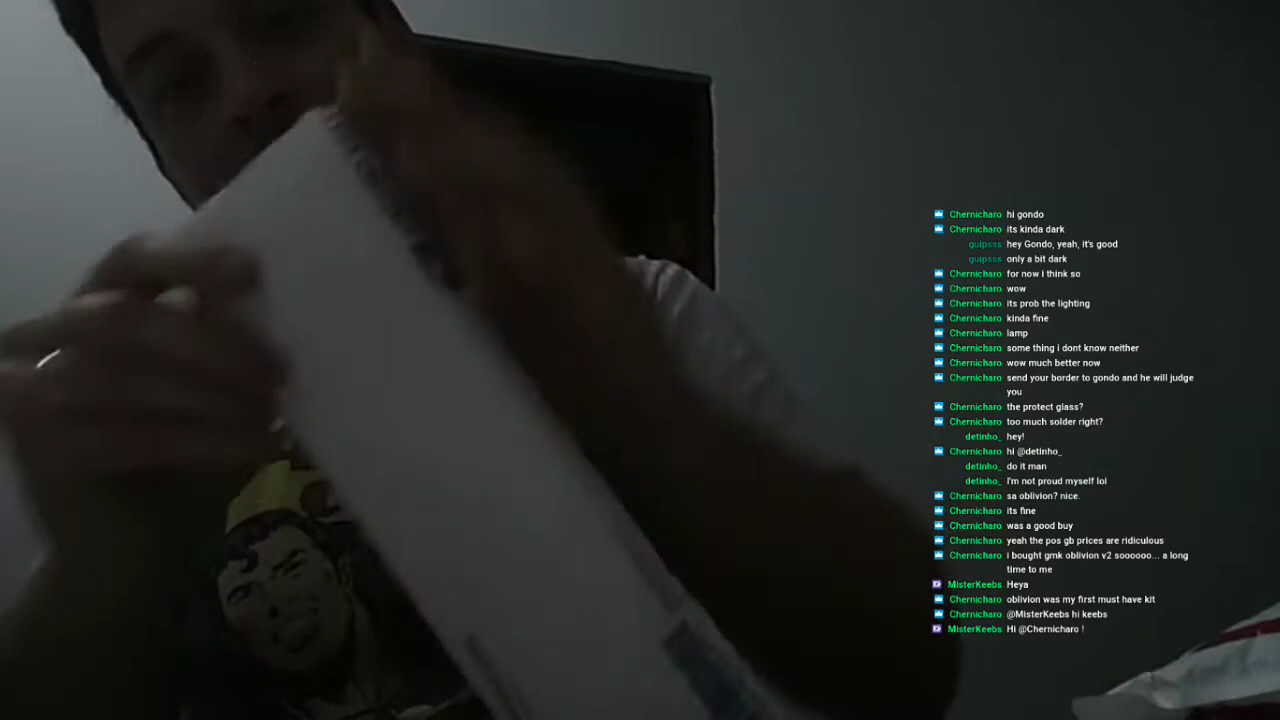 Chernicharo hi gondo
Chernicharo its kinda dark
guipsss hey Gondo, yeah, it's good
guipsss only a bit dark
Chernicharo for now i think so
Chernicharo wow
Chernicharo its prob the lighting
Chernicharo kinda fine
Chernicharo lamp
Chernicharo some thing i dont know neither
Chernicharo wow much better now
Chernicharo send your border to gondo and he will judge
you
Chernicharo the protect glass?
Chernicharo too much solder right?
detinho_ hey!
Chernicharo hi @detinho_
detinho_ do it man
detinho_ I'm not proud myself lol
Chernicharo sa oblivion? nice.
Chernicharo its fine
Chernicharo was a good buy
Chernicharo yeah the pos gb prices are ridiculous
Chernicharo i bought gmk oblivion v2 soooooo... a long
time to me
MisterKeebs Heya
Chernicharo oblivion was my first must have kit
Chernicharo @MisterKeebs hi keebs
MisterKeebs Hi @Chernicharo !